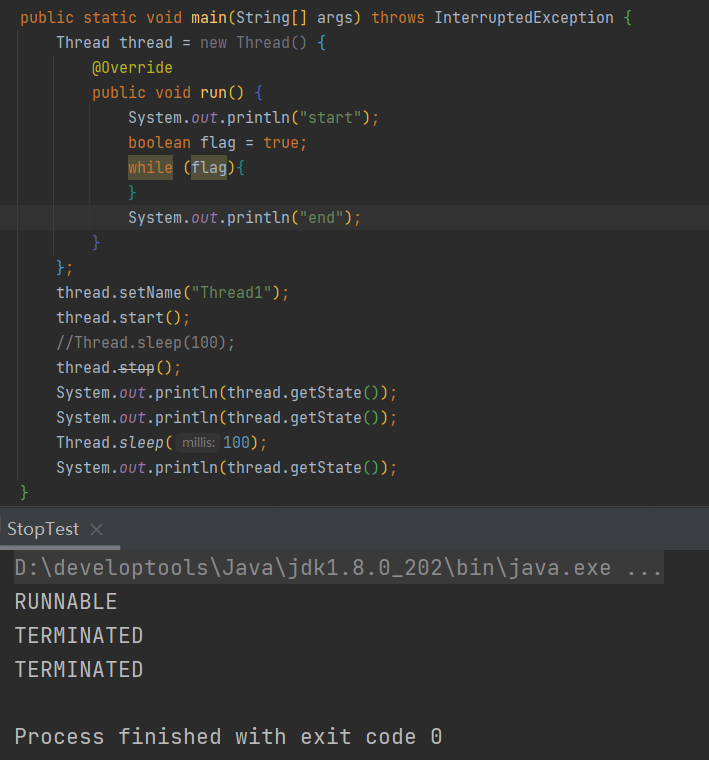 public static void main(String[] args) throws InterruptedException {
Thread thread = new Thread() {
@Override
public void run() {
System.out.println("start");
boolean flag = true;
while (flag){
}
System.out.println("end");
}
};
thread.setName("Thread1");
thread.start();
//Thread.sleep(100);
thread.stop();
System.out.println(thread.getState());
System.out.println(thread.getState());
Thread.sleep( millis: 100);
System.out.println(thread.getState());
}
StopTest ×
D:\developtools\Java\jdk1.8.0_202\bin\java.exe ...
RUNNABLE
TERMINATED
TERMINATED
Process finished with exit code 0